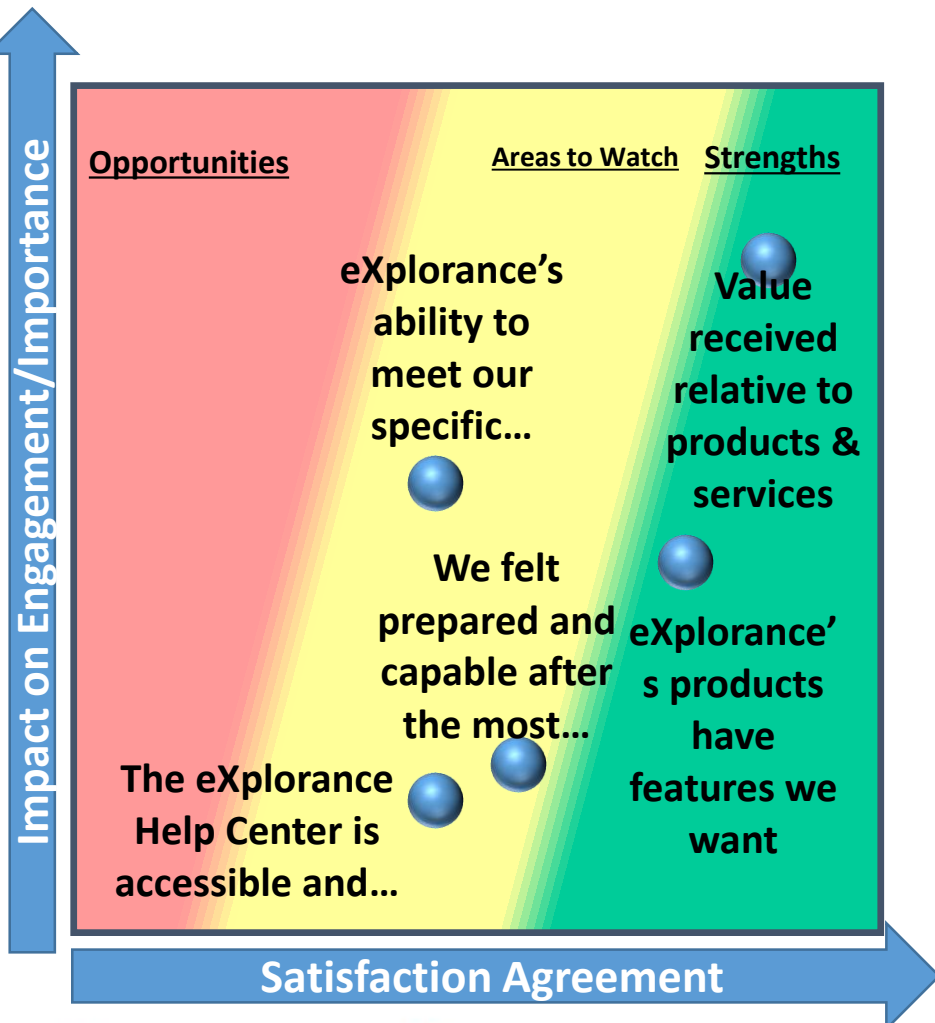 Impact on Engagement/Importance
Opportunities
Areas to Watch
Strengths
eXplorance’s
ability to
meet our
specific…
Value
received
relative to
products &
services
We felt
prepared and
capable after
the most…
eXplorance’
s products
have
features we
want
The eXplorance
Help Center is
accessible and…
Satisfaction Agreement